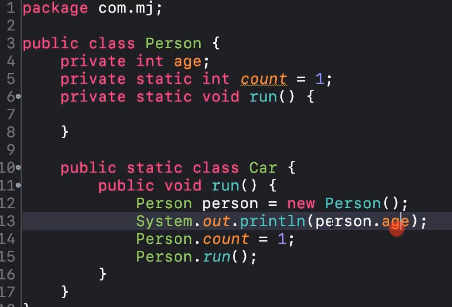 1 package com.mj;
2
3 public class Person {
4     private int age;
5     private static int count = 1;
6     private static void run() {
7
8     }
9
10     public static class Car {
11         public void run() {
12             Person person = new Person();
13             System.out.println(person.age);
14             Person.count = 1;
15             Person.run();
16         }
17     }